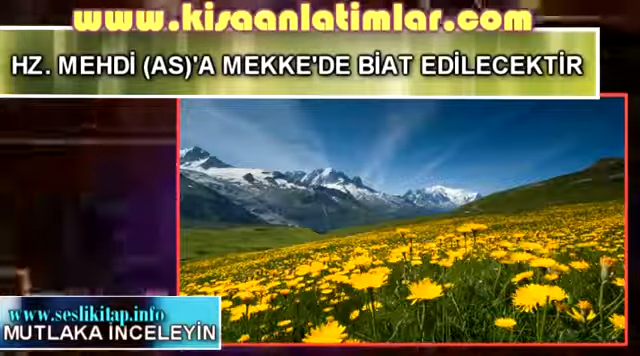 www.kisaanlatimlar.com
HZ. MEHDİ (AS)'A MEKKE'DE BİAT EDİLECEKTİR
www.seslikitap.info
MUTLAKA İNCELEYİN